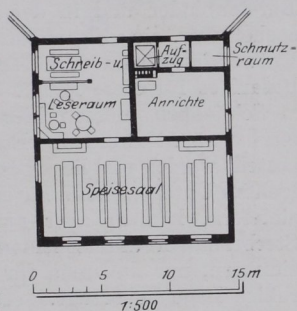 Schreib-u.
Leseraum
Auf-
zug
Schmutz-
raum
Anrichte
Speisesaal
0 5 10 15 m
1:500